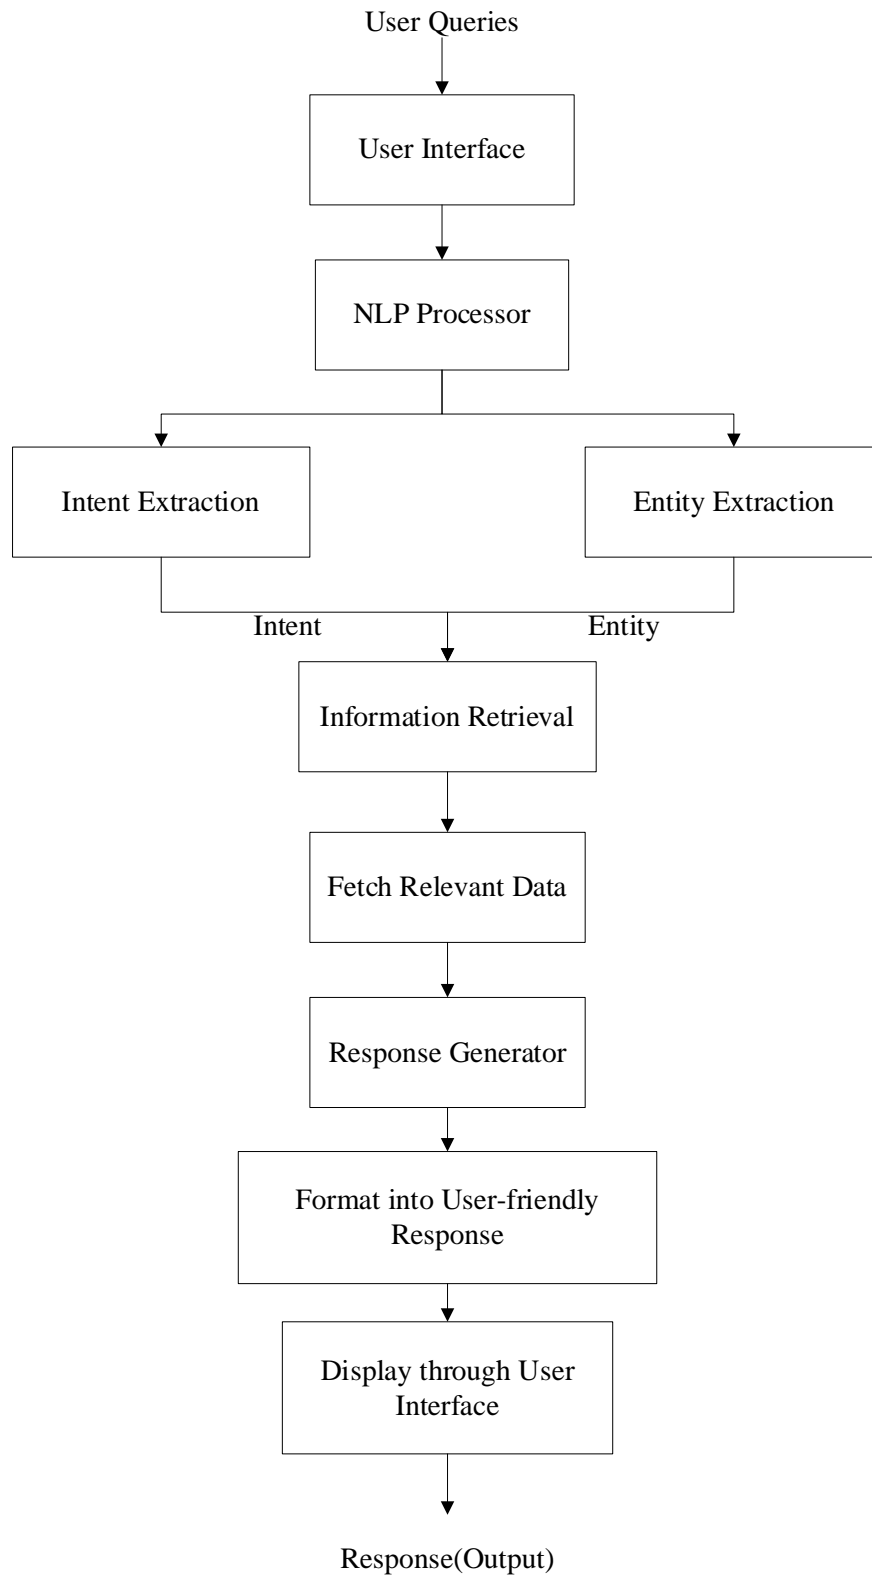 User Queries
User Interface
NLP Processor
Intent Extraction
Entity Extraction
Intent
Entity
Information Retrieval
Fetch Relevant Data
Response Generator
Format into User-friendly
Response
Display through User
Interface
Response(Output)